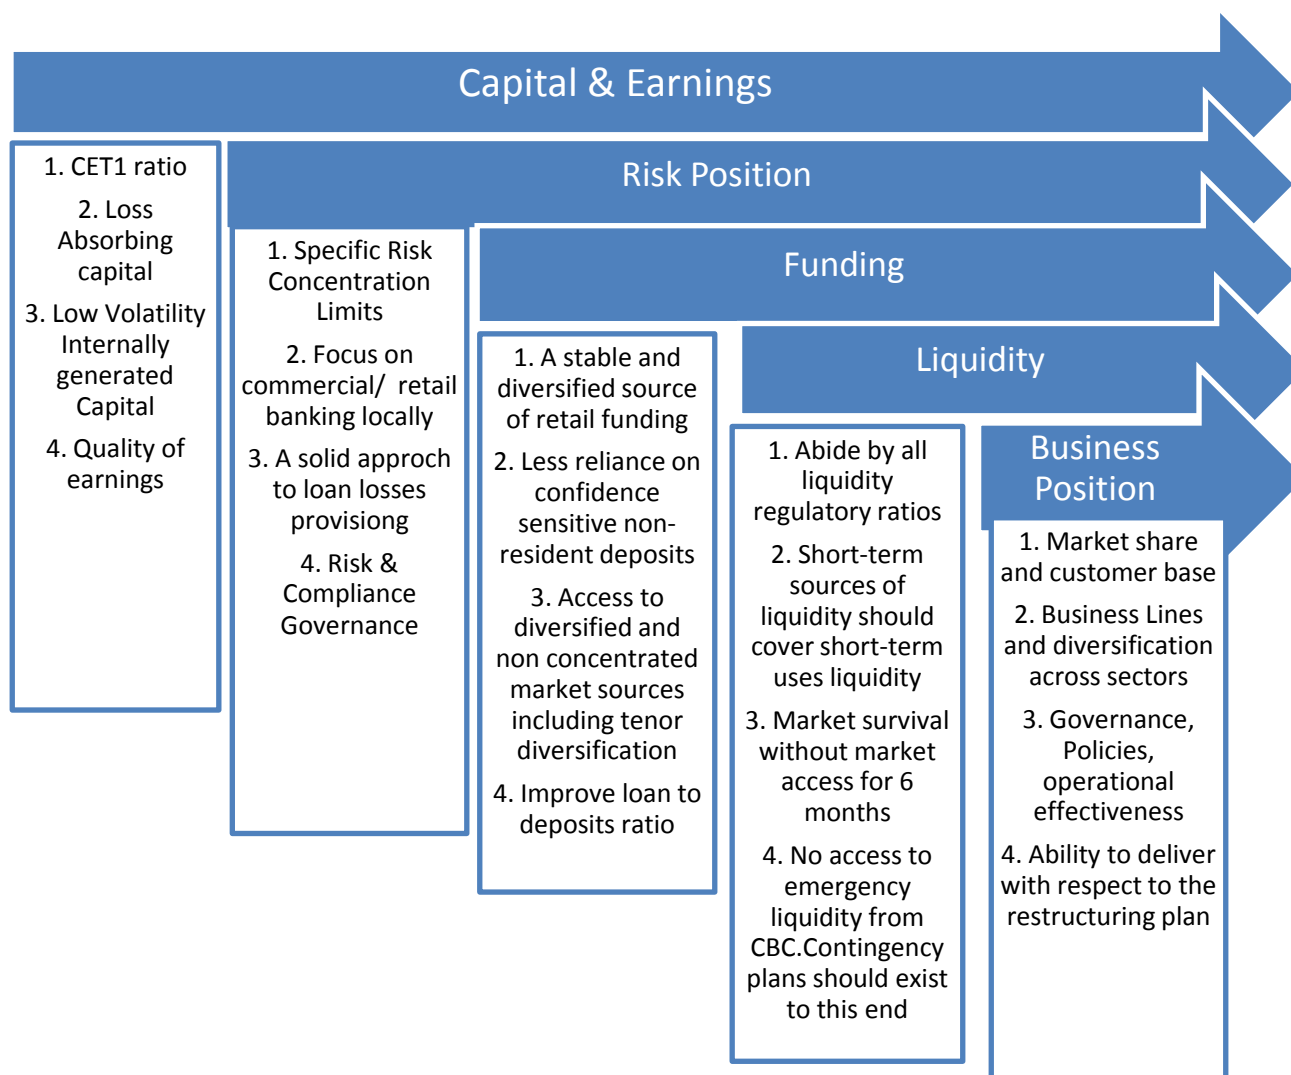 Capital & Earnings
1. CET1 ratio
2. Loss
Absorbing
capital
3. Low Volatility
Internally
generated
Capital
4. Quality of
earnings
Risk Position
1. Specific Risk
Concentration
Limits
2. Focus on
commercial/ retail
banking locally
3. A solid approch
to loan losses
provisiong
4. Risk &
Compliance
Governance
Funding
1. A stable and
diversified source
of retail funding
2. Less reliance on
confidence
sensitive non-
resident deposits
3. Access to
diversified and
non concentrated
market sources
including tenor
diversification
4. Improve loan to
deposits ratio
Liquidity
1. Abide by all
liquidity
regulatory ratios
2. Short-term
sources of
liquidity should
cover short-term
uses liquidity
3. Market survival
without market
access for 6
months
4. No access to
emergency
liquidity from
CBC.Contingency
plans should exist
to this end
Business
Position
1. Market share
and customer base
2. Business Lines
and diversification
across sectors
3. Governance,
Policies,
operational
effectiveness
4. Ability to deliver
with respect to the
restructuring plan